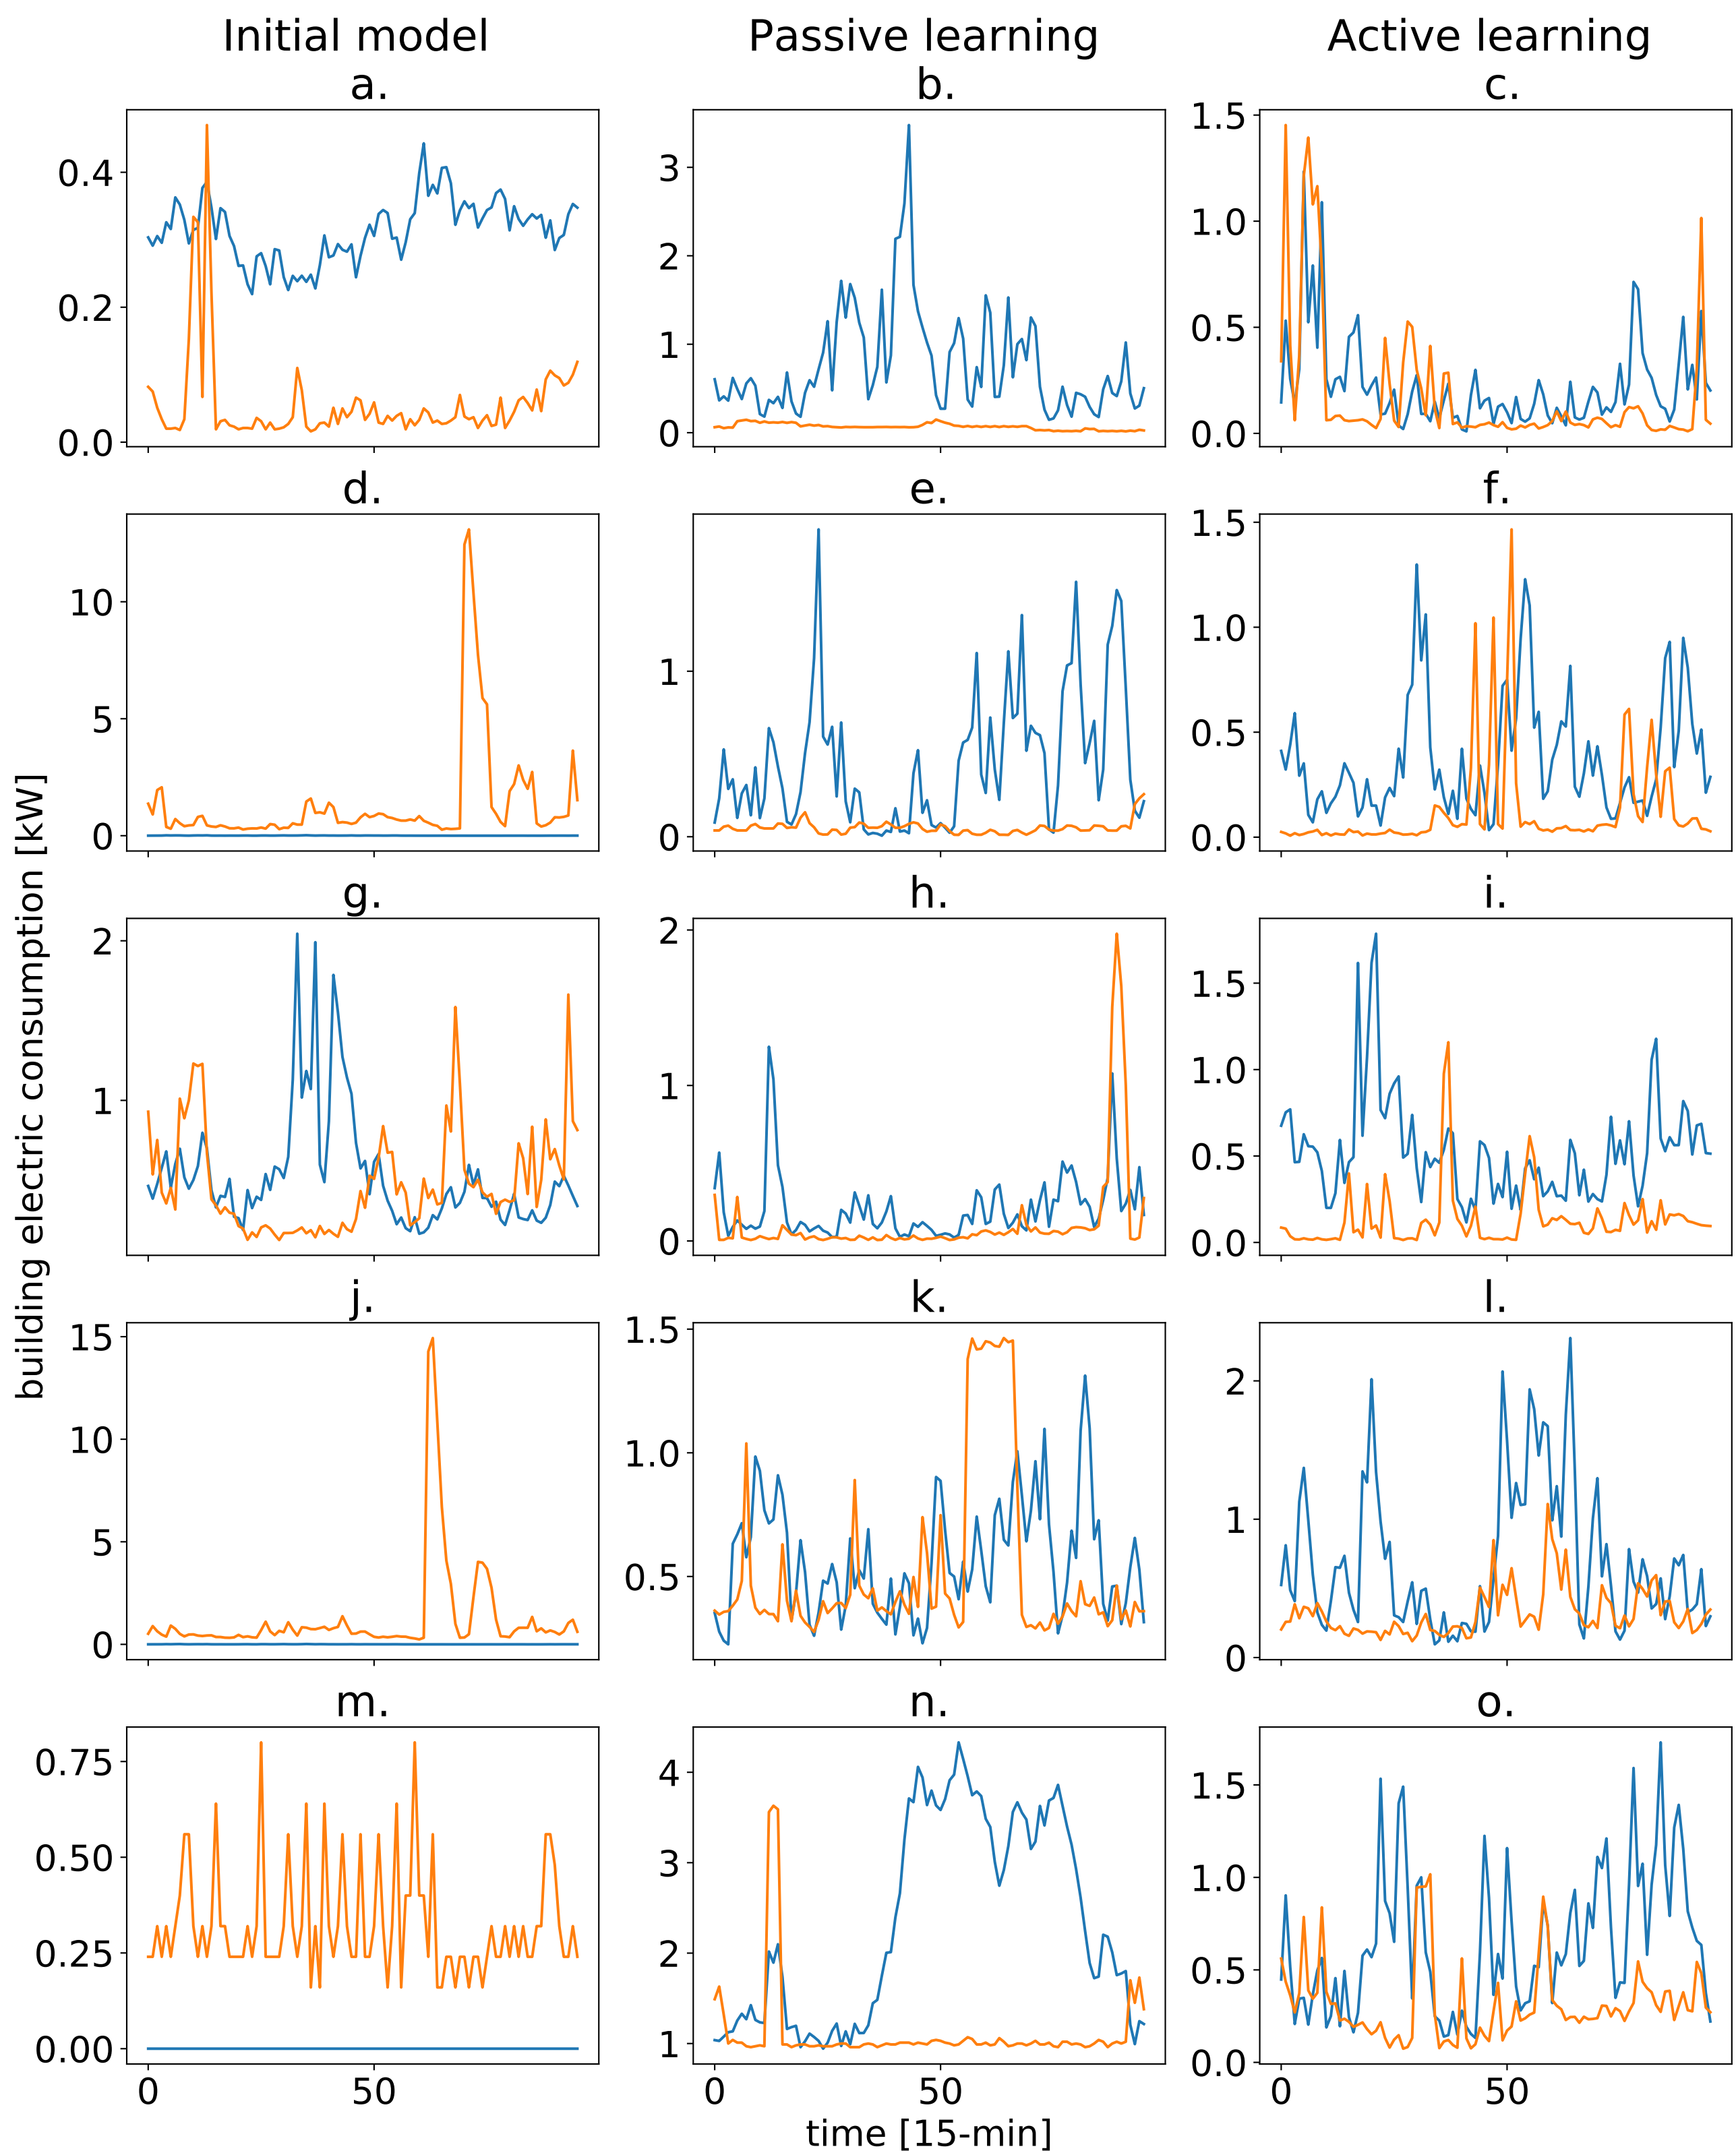 Initial model
Passive learning
Active learning
a.
b.
c.
0.4
0.2
0.0
3
2
1
0
1.5
1.0
0.5
0.0
d.
e.
f.
10
5
0
1
0
1.5
1.0
0.5
0.0
building electric consumption [kW]
g.
h.
i.
2
1
2
1
0
1.5
1.0
0.5
0.0
j.
k.
l.
15
10
5
0
1.5
1.0
0.5
2
1
0
m.
n.
o.
0.75
0.50
0.25
0.00
4
3
2
1
1.5
1.0
0.5
0.0
0
50
0
50
0
50
time [15-min]